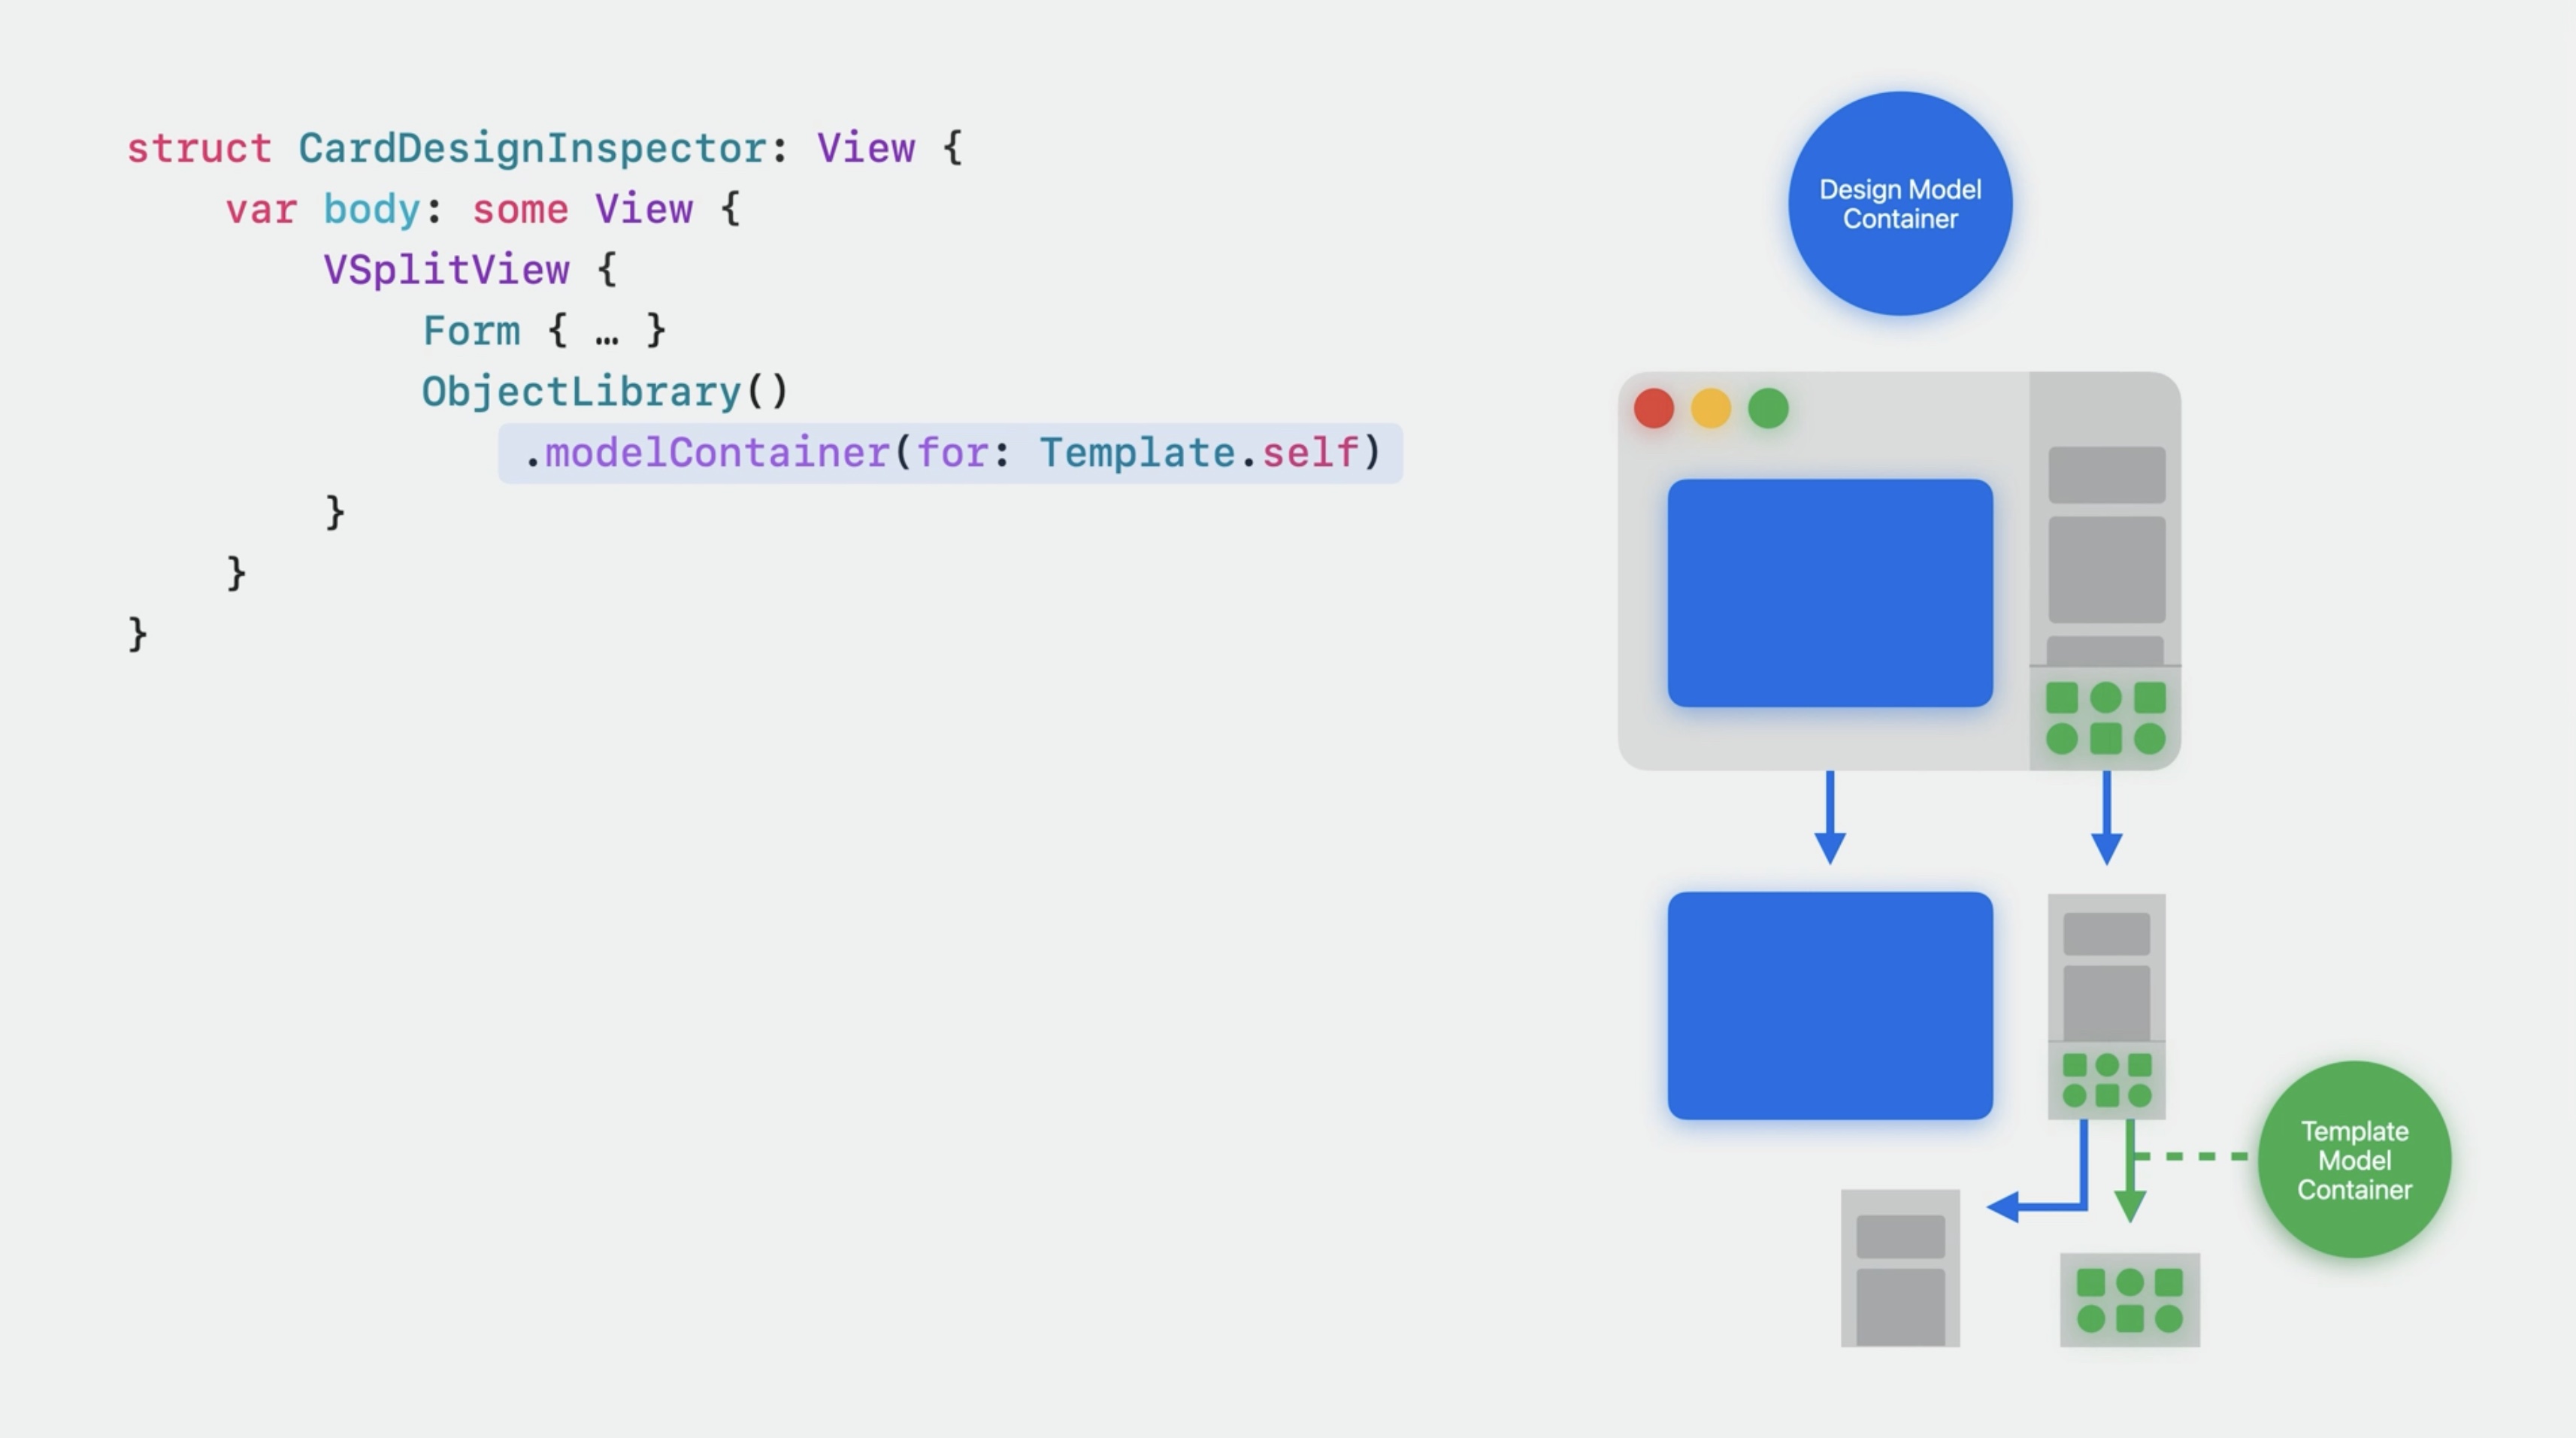 struct CardDesignInspector: View {
    var body: some View {
        VSplitView {
            Form { … }
            ObjectLibrary()
                .modelContainer(for: Template.self)
        }
    }
}
Design Model
Container
Template
Model
Container